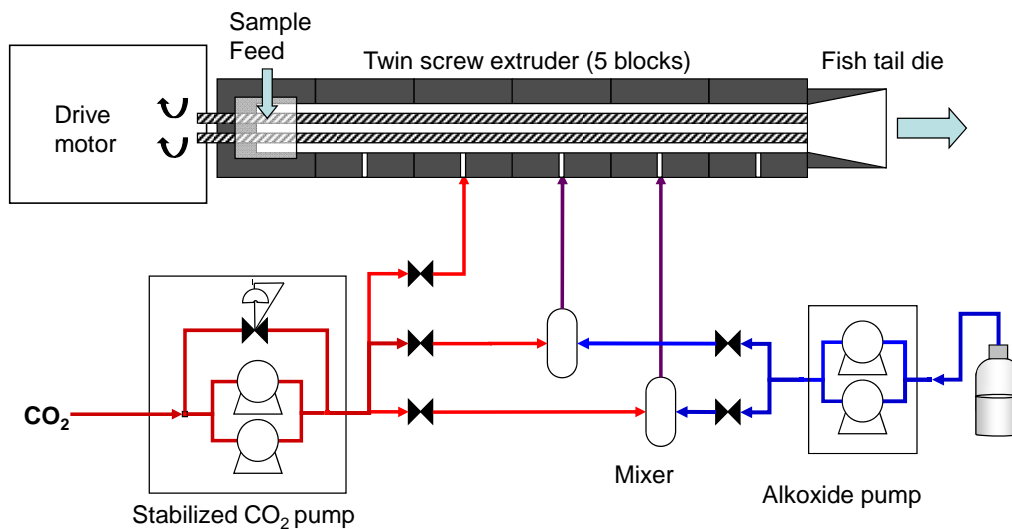 Sample
Feed
Twin screw extruder (5 blocks)
Fish tail die
Drive
motor
CO₂
Mixer
Alkoxide pump
Stabilized CO₂ pump